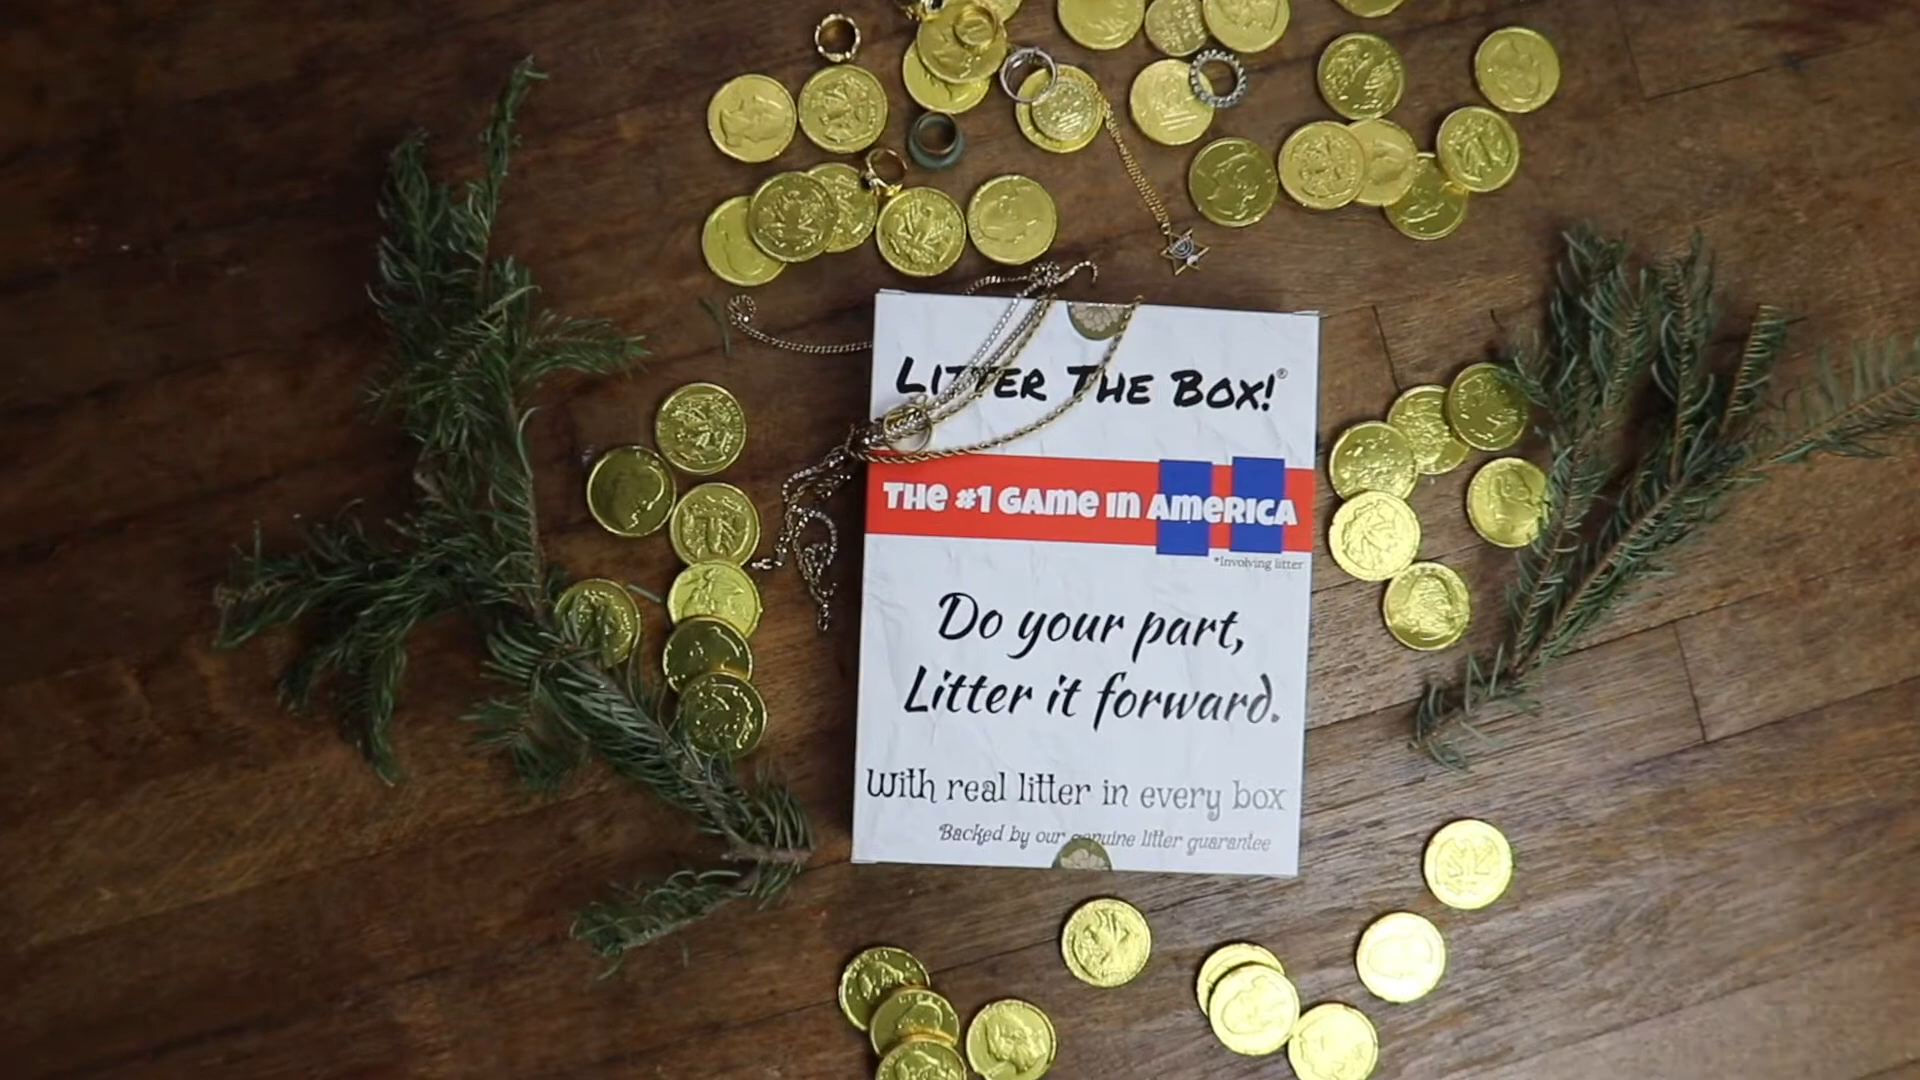 LITTER THE BOX!®
THE #1 GAME IN AMERICA
*Involving litter
Do your part,
Litter it forward.
With real litter in every box
Backed by our genuine litter guarantee